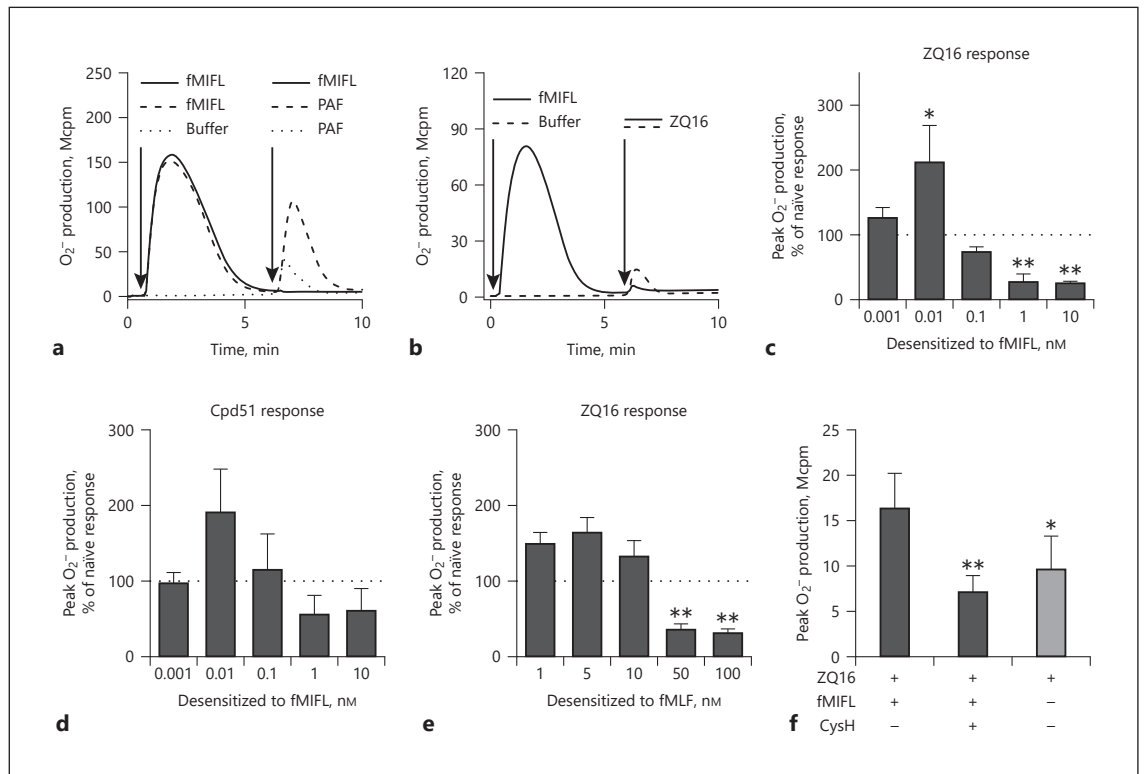 250
200
150
100
50
0
O₂⁻ production, Mcpm
fMIFL fMIFL
fMIFL PAF
Buffer PAF
0 5 10
Time, min
a
120
90
60
30
0
O₂⁻ production, Mcpm
fMIFL
Buffer ZQ16
0 5 10
Time, min
b
ZQ16 response
300
200
100
0
Peak O₂⁻ production,
% of naïve response
*
** **
0.001 0.01 0.1 1 10
Desensitized to fMIFL, nM
c
Cpd51 response
300
200
100
0
Peak O₂⁻ production,
% of naïve response
0.001 0.01 0.1 1 10
Desensitized to fMIFL, nM
d
ZQ16 response
300
200
100
0
Peak O₂⁻ production,
% of naïve response
** **
1 5 10 50 100
Desensitized to fMLF, nM
e
25
20
15
10
5
0
Peak O₂⁻ production, Mcpm
** *
ZQ16 + + +
fMIFL + + –
CysH – + –
f